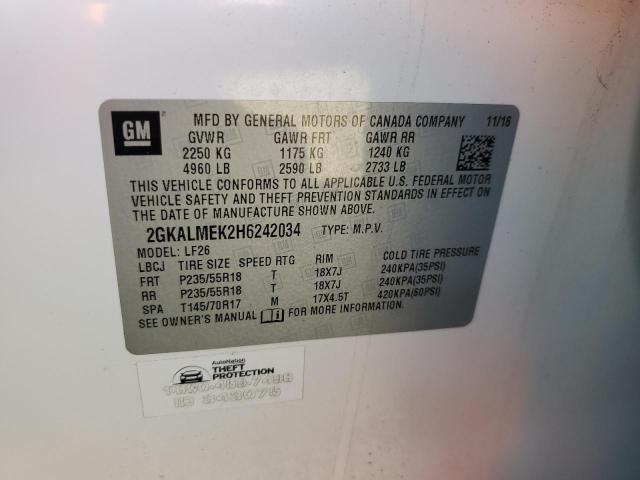 GM
MFD BY GENERAL MOTORS OF CANADA COMPANY 11/16
GVWR GAWR FRT GAWR RR
2250 KG 1175 KG 1240 KG
4960 LB 2590 LB 2733 LB
THIS VEHICLE CONFORMS TO ALL APPLICABLE U.S. FEDERAL MOTOR
VEHICLE SAFETY AND THEFT PREVENTION STANDARDS IN EFFECT ON
THE DATE OF MANUFACTURE SHOWN ABOVE.
2GKALMEK2H6242034 TYPE: M.P.V.
MODEL: LF26
LBCJ TIRE SIZE SPEED RTG RIM COLD TIRE PRESSURE
FRT P235/55R18 T 18X7J 240KPA(35PSI)
RR P235/55R18 T 18X7J 240KPA(35PSI)
SPA T145/70R17 M 17X4.5T 420KPA(60PSI)
SEE OWNER'S MANUAL FOR MORE INFORMATION.
AutoNation
THEFT
PROTECTION